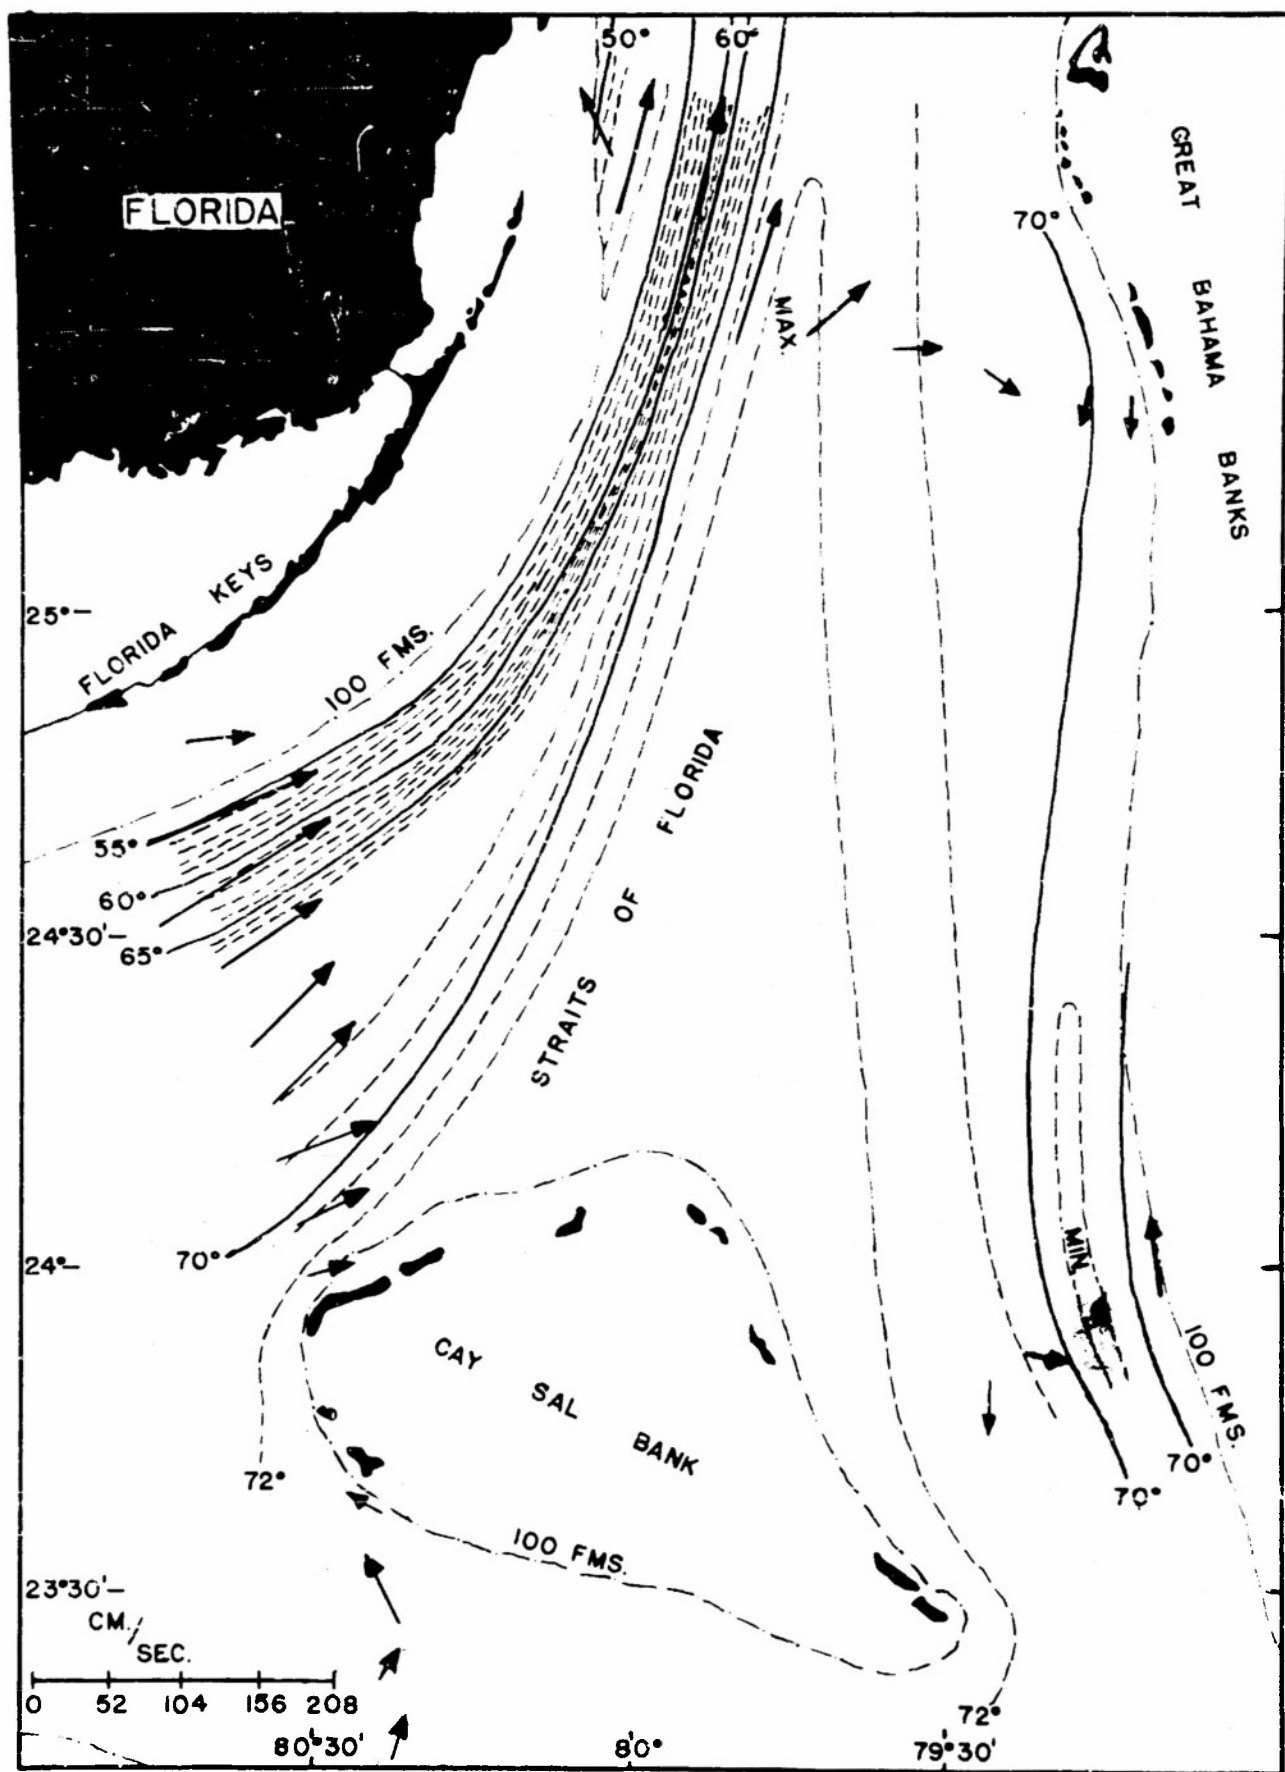 50° 60°
FLORIDA
GREAT
BAHAMA
BANKS
70°
MAX.
FLORIDA KEYS
25°
100 FMS.
STRAITS OF FLORIDA
55°
60°
65°
24°30'
70°
24°
MIN
CAY SAL BANK
100 FMS.
72°
70°
70°
100 FMS.
23°30'
CM./SEC.
0 52 104 156 208
72°
80°30' 80° 79°30'